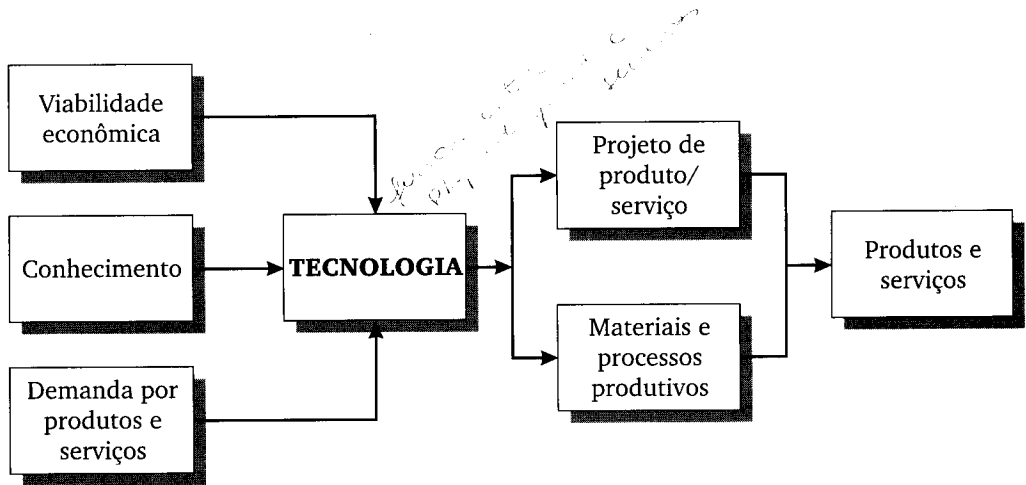 Viabilidade
econômica
Conhecimento
Demanda por
produtos e
serviços
TECNOLOGIA
Projeto de
produto/
serviço
Materiais e
processos
produtivos
Produtos e
serviços